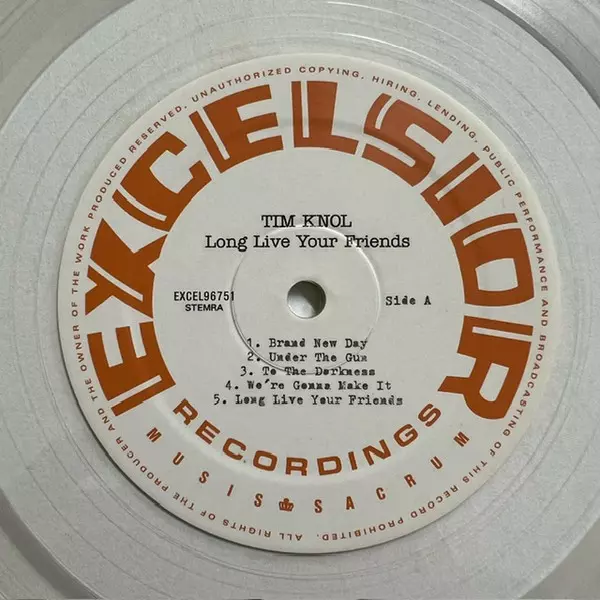 ALL RIGHTS OF THE PRODUCER AND THE OWNER OF THE WORK PRODUCED RESERVED. UNAUTHORIZED COPYING, HIRING, LENDING, PUBLIC PERFORMANCE AND BROADCASTING OF THIS RECORD PROHIBITED.
EXCELSIOR
TIM KNOL
Long Live Your Friends
EXCEL96751
STEMRA
Side A
1. Brand New Day
2. Under The Gun
3. To The Darkness
4. We're Gonna Make It
5. Long Live Your Friends
RECORDINGS
MUSIS SACRUM